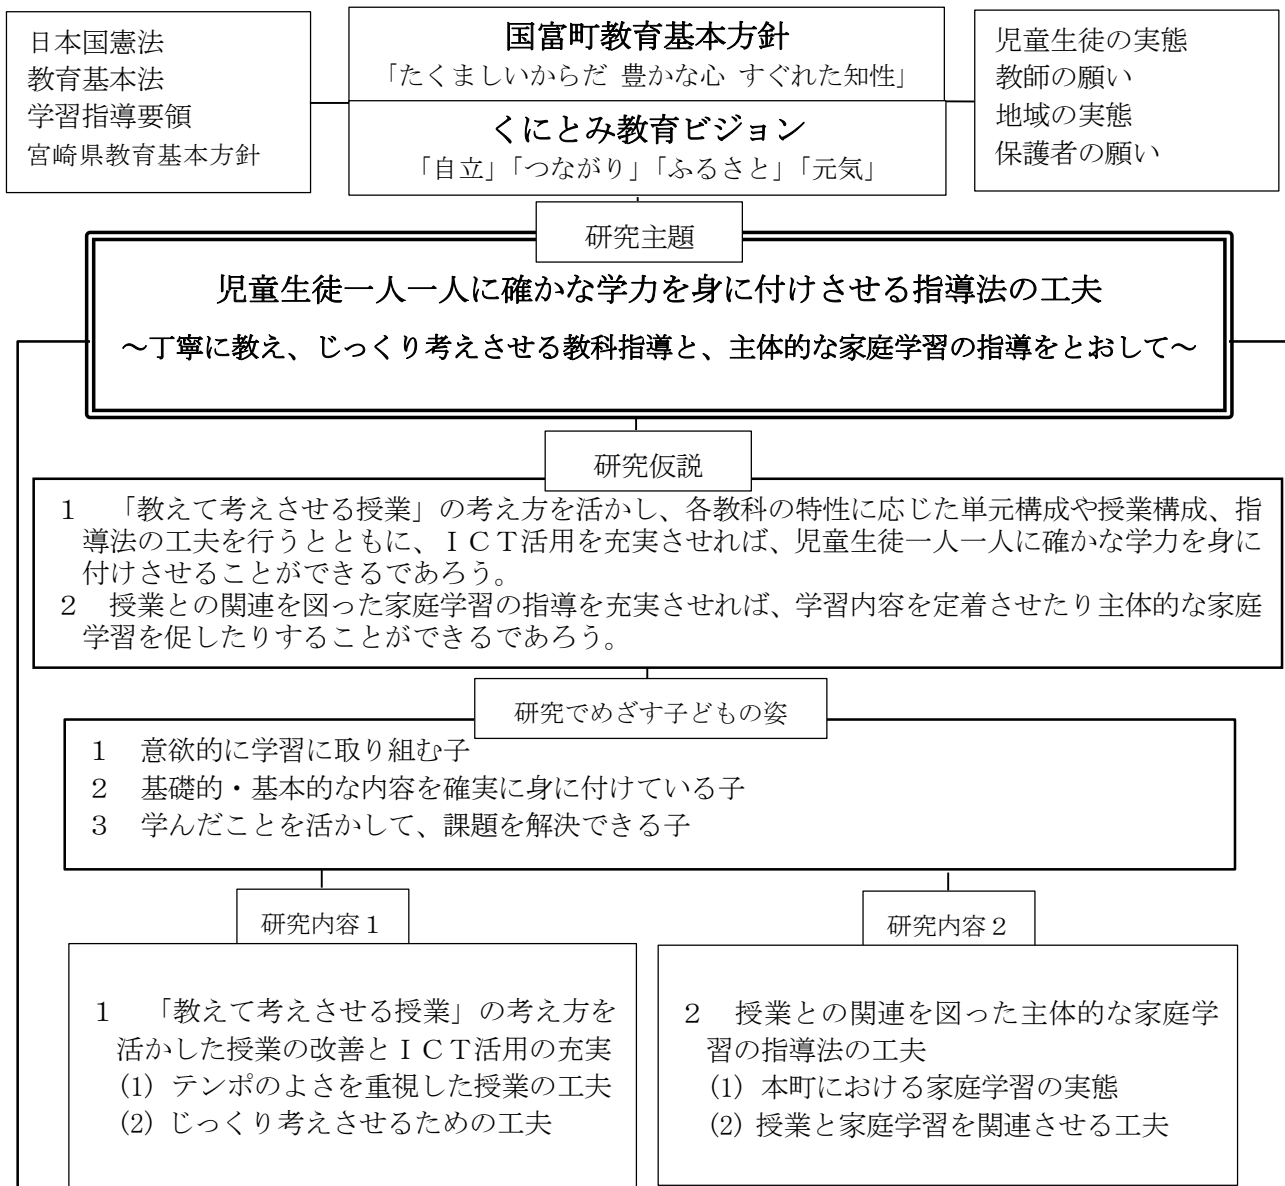 日本国憲法
教育基本法
学習指導要領
宮崎県教育基本方針
国富町教育基本方針
「たくましいからだ 豊かな心 すぐれた知性」
くにとみ教育ビジョン
「自立」「つながり」「ふるさと」「元気」
児童生徒の実態
教師の願い
地域の実態
保護者の願い
研究主題
児童生徒一人一人に確かな学力を身に付けさせる指導法の工夫
～丁寧に教え、じっくり考えさせる教科指導と、主体的な家庭学習の指導をとおして～
研究仮説
１　「教えて考えさせる授業」の考え方を活かし、各教科の特性に応じた単元構成や授業構成、指
導法の工夫を行うとともに、ＩＣＴ活用を充実させれば、児童生徒一人一人に確かな学力を身に
付けさせることができるであろう。
２　授業との関連を図った家庭学習の指導を充実させれば、学習内容を定着させたり主体的な家庭
学習を促したりすることができるであろう。
研究でめざす子どもの姿
１　意欲的に学習に取り組む子
２　基礎的・基本的な内容を確実に身に付けている子
３　学んだことを活かして、課題を解決できる子
研究内容１
１　「教えて考えさせる授業」の考え方を
活かした授業の改善とＩＣＴ活用の充実
(1) テンポのよさを重視した授業の工夫
(2) じっくり考えさせるための工夫
研究内容２
２　授業との関連を図った主体的な家庭学
習の指導法の工夫
(1) 本町における家庭学習の実態
(2) 授業と家庭学習を関連させる工夫